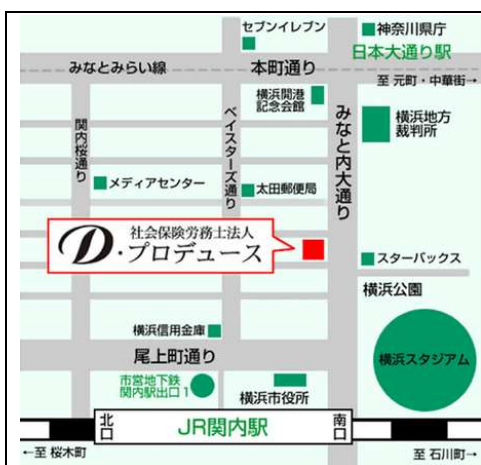 セブンイレブン
神奈川県庁
日本大通り駅
みなとみらい線
本町通り
至 元町・中華街→
横浜開港
記念会館
横浜地方
裁判所
関内桜通り
ベイスターズ通り
みなと内大通り
メディアセンター
太田郵便局
社会保険労務士法人
D・プロデュース
スターバックス
横浜公園
横浜信用金庫
尾上町通り
横浜スタジアム
市営地下鉄
関内駅出口1
横浜市役所
北口
JR関内駅
南口
←至 桜木町
至 石川町→